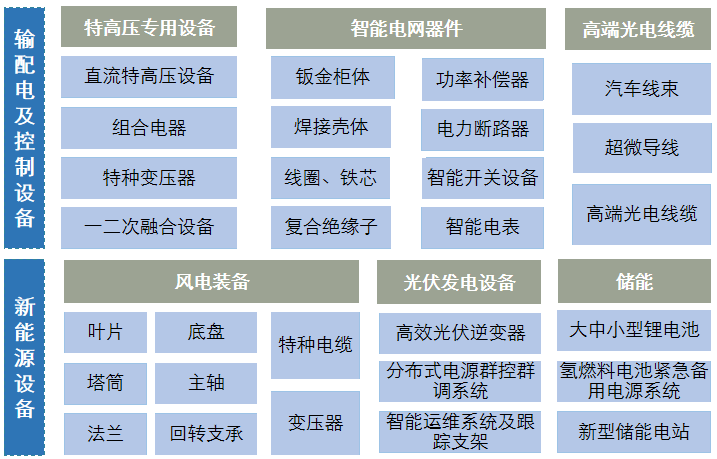 输配电及控制设备
特高压专用设备
直流特高压设备
组合电器
特种变压器
一二次融合设备
智能电网器件
钣金柜体
焊接壳体
线圈、铁芯
复合绝缘子
功率补偿器
电力断路器
智能开关设备
智能电表
高端光电线缆
汽车线束
超微导线
高端光电线缆
新能源设备
风电装备
叶片
塔筒
法兰
底盘
主轴
回转支承
特种电缆
变压器
光伏发电设备
高效光伏逆变器
分布式电源群控群
调系统
智能运维系统及跟
踪支架
储能
大中小型锂电池
氢燃料电池紧急备
用电源系统
新型储能电站